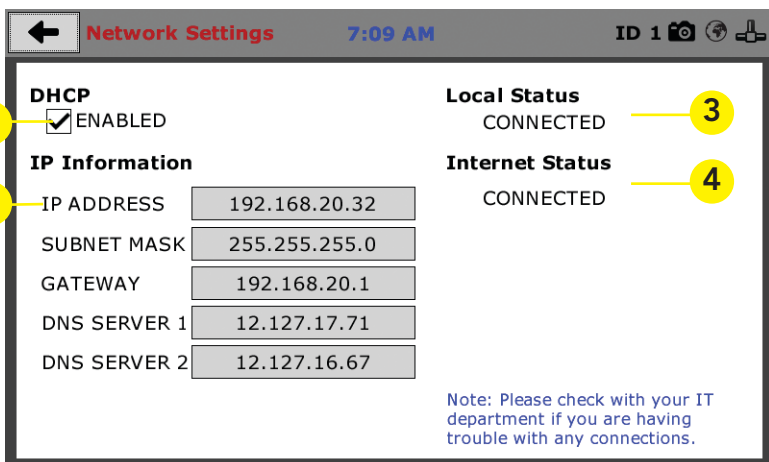 Network Settings 7:09 AM ID 1
DHCP
ENABLED
IP Information
IP ADDRESS 192.168.20.32
SUBNET MASK 255.255.255.0
GATEWAY 192.168.20.1
DNS SERVER 1 12.127.17.71
DNS SERVER 2 12.127.16.67
Local Status
CONNECTED
3
Internet Status
CONNECTED
4
Note: Please check with your IT
department if you are having
trouble with any connections.